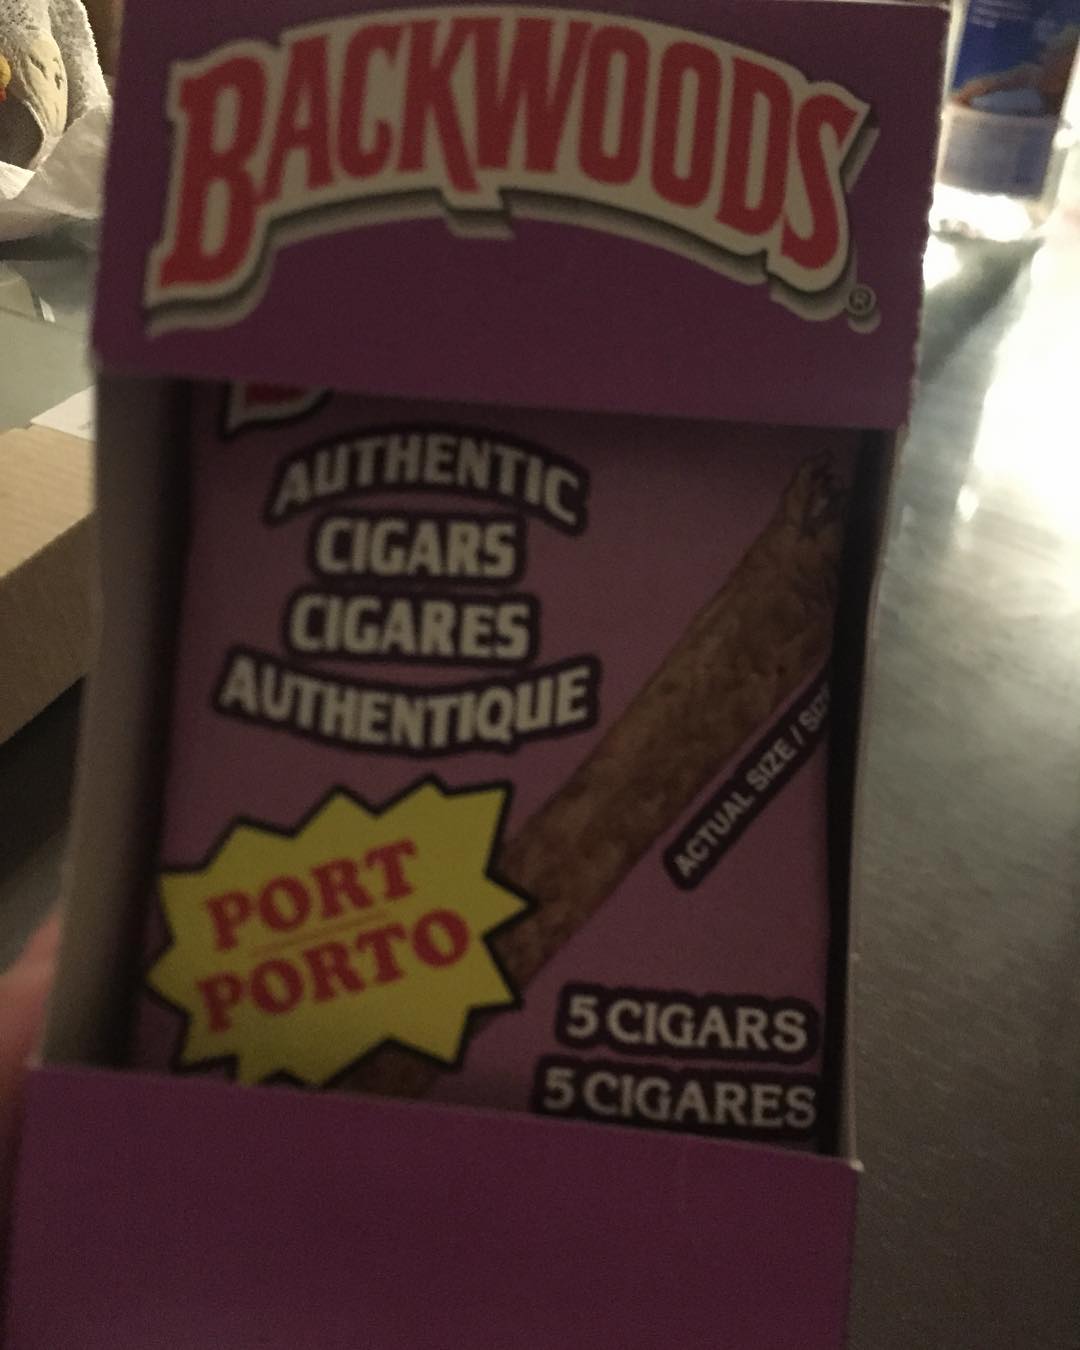 BACKWOODS®
AUTHENTIC
CIGARS
CIGARES
AUTHENTIQUE
ACTUAL SIZE /
PORT
PORTO
5 CIGARS
5 CIGARES